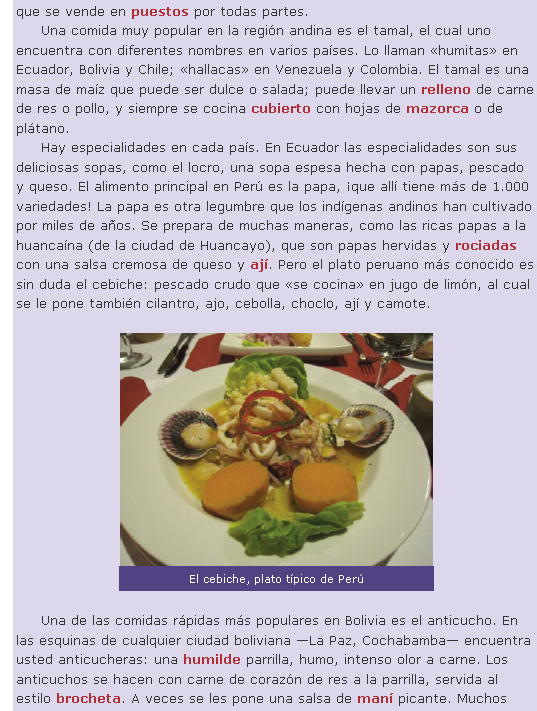 que se vende en puestos por todas partes.
Una comida muy popular en la región andina es el tamal, el cual uno
encuentra con diferentes nombres en varios países. Lo llaman «humitas» en
Ecuador, Bolivia y Chile; «hallacas» en Venezuela y Colombia. El tamal es una
masa de maíz que puede ser dulce o salada; puede llevar un relleno de carne
de res o pollo, y siempre se cocina cubierto con hojas de mazorca o de
plátano.
Hay especialidades en cada país. En Ecuador las especialidades son sus
deliciosas sopas, como el locro, una sopa espesa hecha con papas, pescado
y queso. El alimento principal en Perú es la papa, ¡que allí tiene más de 1.000
variedades! La papa es otra legumbre que los indígenas andinos han cultivado
por miles de años. Se prepara de muchas maneras, como las ricas papas a la
huancaína (de la ciudad de Huancayo), que son papas hervidas y rociadas
con una salsa cremosa de queso y ají. Pero el plato peruano más conocido es
sin duda el cebiche: pescado crudo que «se cocina» en jugo de limón, al cual
se le pone también cilantro, ajo, cebolla, choclo, ají y camote.
El cebiche, plato típico de Perú
Una de las comidas rápidas más populares en Bolivia es el anticucho. En
las esquinas de cualquier ciudad boliviana —La Paz, Cochabamba— encuentra
usted anticucheras: una humilde parrilla, humo, intenso olor a carne. Los
anticuchos se hacen con carne de corazón de res a la parrilla, servida al
estilo brocheta. A veces se les pone una salsa de maní picante. Muchos